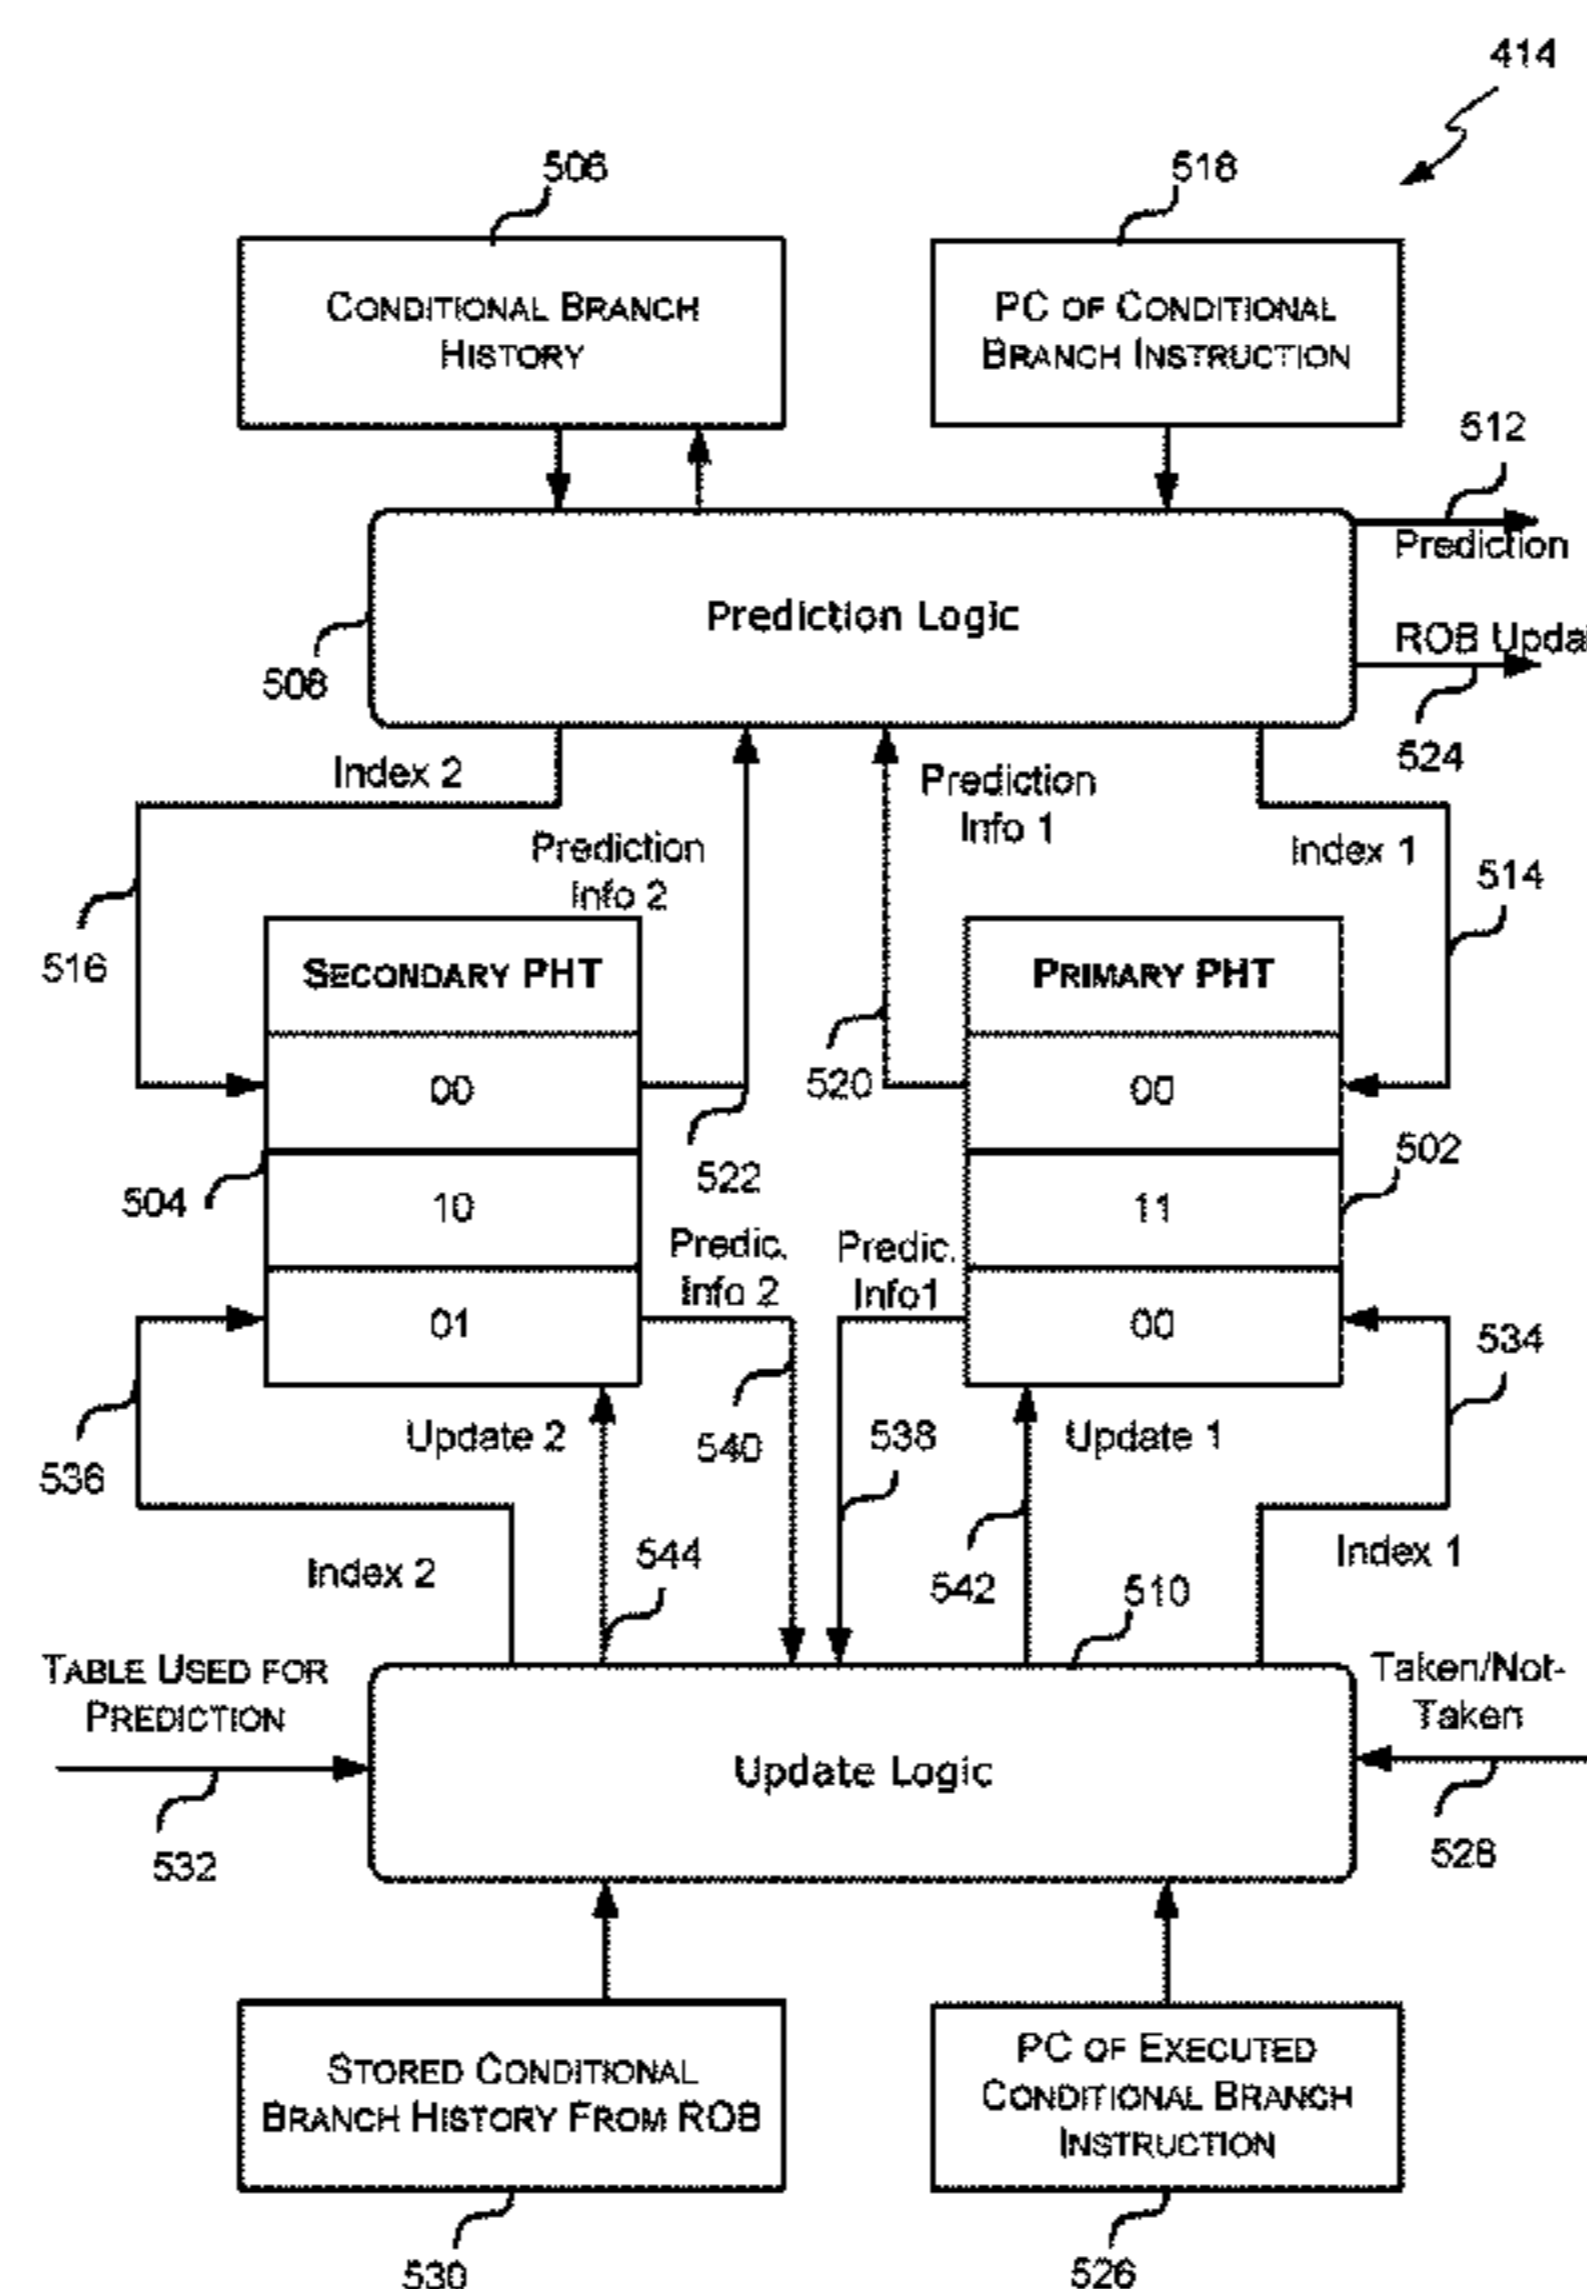 414
506
518
CONDITIONAL BRANCH
HISTORY
PC OF CONDITIONAL
BRANCH INSTRUCTION
512
Prediction
Prediction Logic
508
ROB Updat
524
Index 2
Prediction
Info 1
Prediction
Info 2
Index 1
514
516
SECONDARY PHT
PRIMARY PHT
00
520
00
522
502
504
10
11
Predic.
Info 2
Predic.
Info1
01
00
534
536
Update 2
540
538
Update 1
Index 2
544
542
510
Index 1
TABLE USED FOR
PREDICTION
Taken/Not-
Taken
Update Logic
532
528
STORED CONDITIONAL
BRANCH HISTORY FROM ROB
PC OF EXECUTED
CONDITIONAL BRANCH
INSTRUCTION
530
526